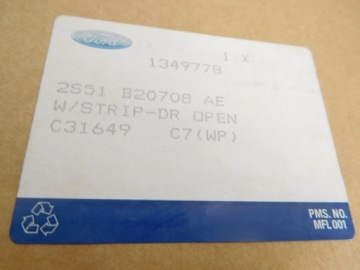 Ford
1 X
1349778
2S51 B20708 AE
W/STRIP-DR OPEN
C31649 C7(WP)
PMS. NO.
MFL001